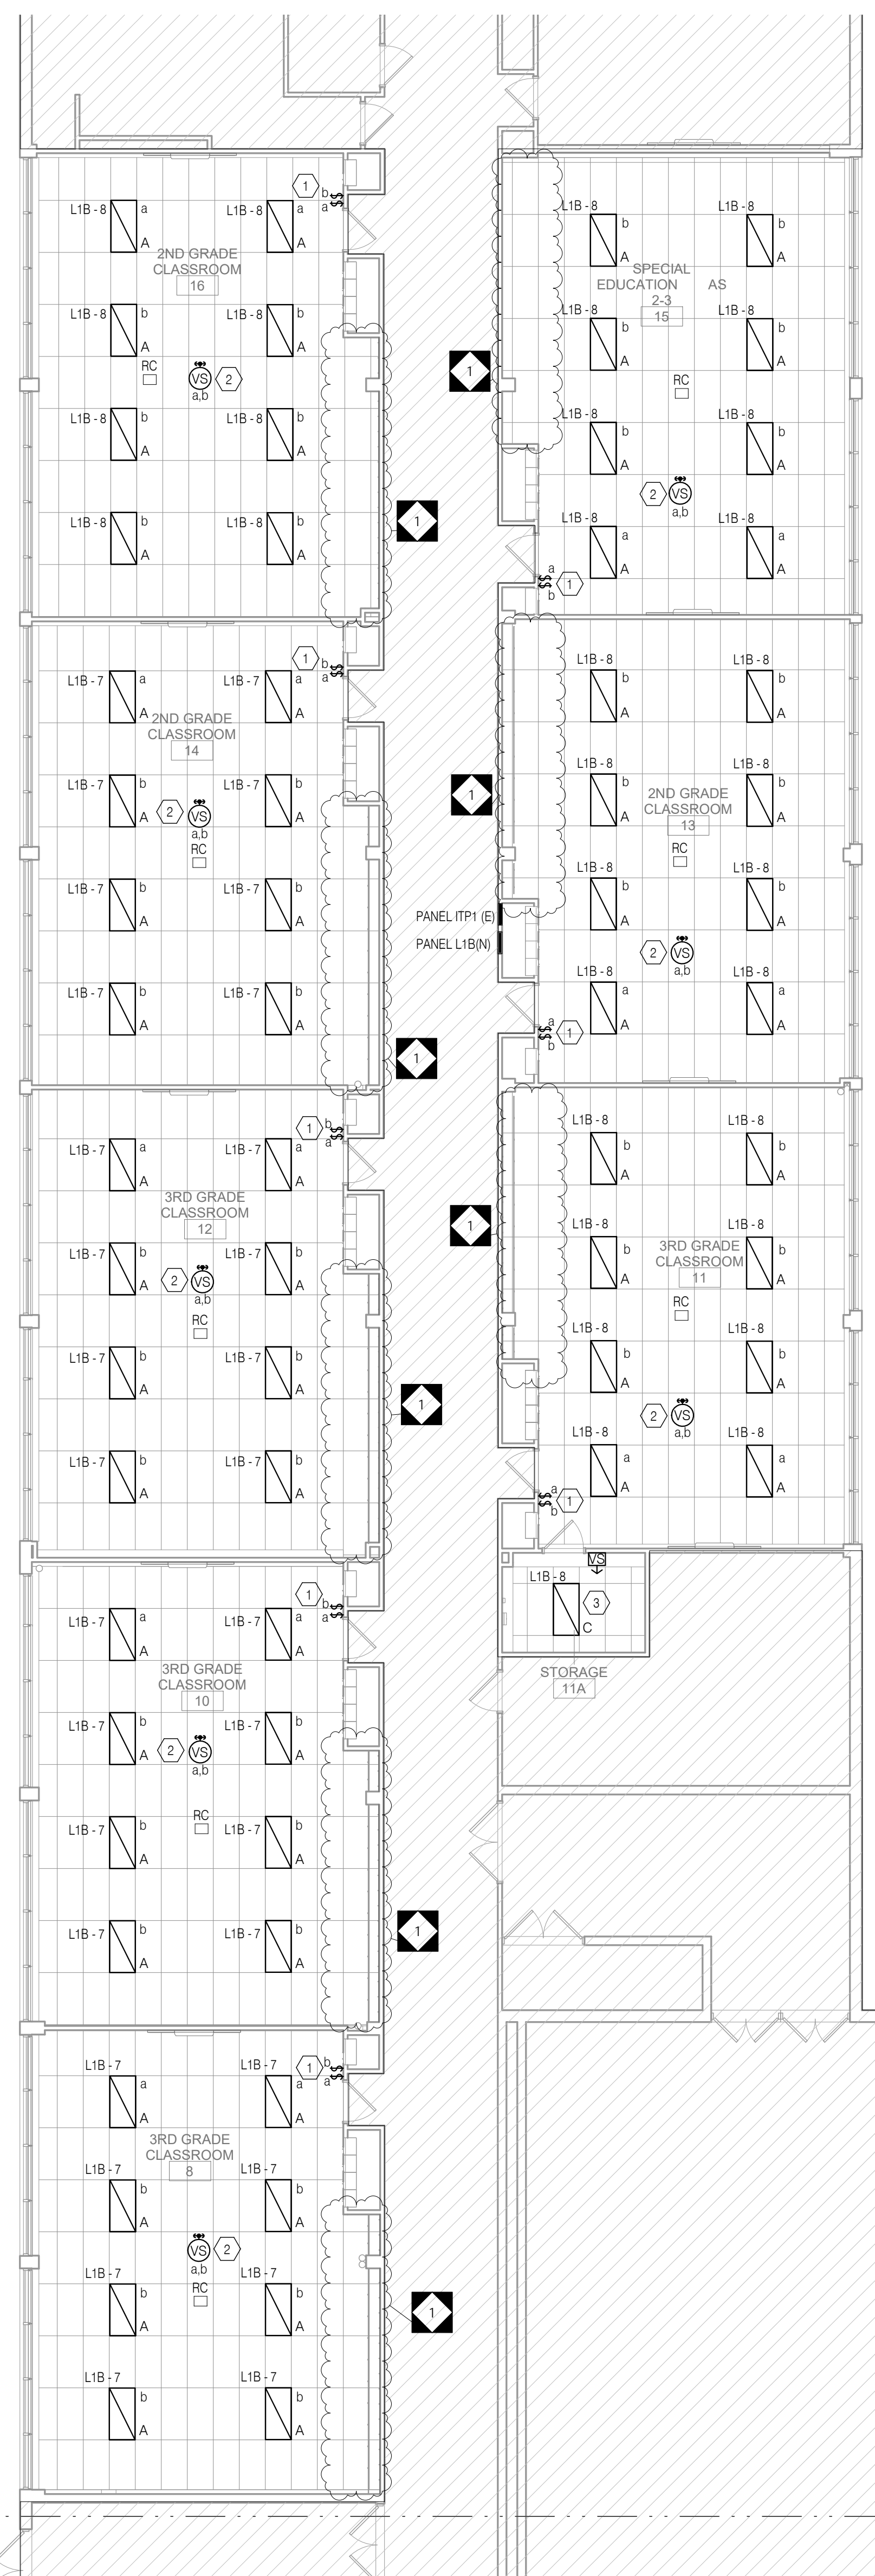 1
b
a
L1B - 8
a
A
L1B - 8
a
A
2ND GRADE
CLASSROOM
16
L1B - 8
b
A
L1B - 8
b
A
RC
VS
2
a,b
L1B - 8
b
A
L1B - 8
b
A
L1B - 8
b
A
L1B - 8
b
A
1
1
L1B - 8
b
A
L1B - 8
b
A
SPECIAL
EDUCATION AS
2-3
15
L1B - 8
b
A
L1B - 8
b
A
RC
L1B - 8
b
A
L1B - 8
b
A
2
VS
a,b
L1B - 8
a
A
L1B - 8
a
A
a
b
1
1
b
a
L1B - 7
a
A
L1B - 7
a
A
2ND GRADE
CLASSROOM
14
L1B - 7
b
A
L1B - 7
b
A
2
VS
a,b
RC
L1B - 7
b
A
L1B - 7
b
A
L1B - 7
b
A
L1B - 7
b
A
1
1
PANEL ITP1 (E)
PANEL L1B(N)
L1B - 8
b
A
L1B - 8
b
A
2ND GRADE
CLASSROOM
13
L1B - 8
b
A
L1B - 8
b
A
RC
L1B - 8
b
A
L1B - 8
b
A
2
VS
a,b
L1B - 8
a
A
L1B - 8
a
A
a
b
1
1
b
a
L1B - 7
a
A
L1B - 7
a
A
3RD GRADE
CLASSROOM
12
L1B - 7
b
A
L1B - 7
b
A
2
VS
a,b
RC
L1B - 7
b
A
L1B - 7
b
A
L1B - 7
b
A
L1B - 7
b
A
1
1
L1B - 8
b
A
L1B - 8
b
A
3RD GRADE
CLASSROOM
11
L1B - 8
b
A
L1B - 8
b
A
RC
L1B - 8
b
A
L1B - 8
b
A
2
VS
a,b
L1B - 8
a
A
L1B - 8
a
A
a
b
1
VS
L1B - 8
3
C
STORAGE
11A
1
b
a
L1B - 7
a
A
L1B - 7
a
A
3RD GRADE
CLASSROOM
10
L1B - 7
b
A
L1B - 7
b
A
2
VS
a,b
RC
L1B - 7
b
A
L1B - 7
b
A
L1B - 7
b
A
L1B - 7
b
A
1
1
b
a
L1B - 7
a
A
L1B - 7
a
A
3RD GRADE
CLASSROOM
8
L1B - 7
b
A
L1B - 7
b
A
VS
2
a,b
RC
L1B - 7
b
A
L1B - 7
b
A
L1B - 7
b
A
L1B - 7
b
A
1